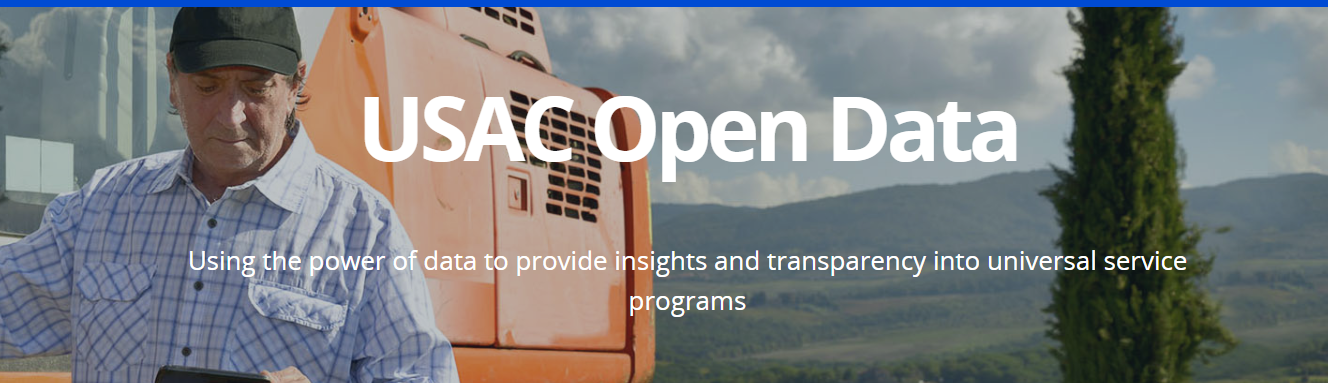 USAC Open Data
Using the power of data to provide insights and transparency into universal service
programs